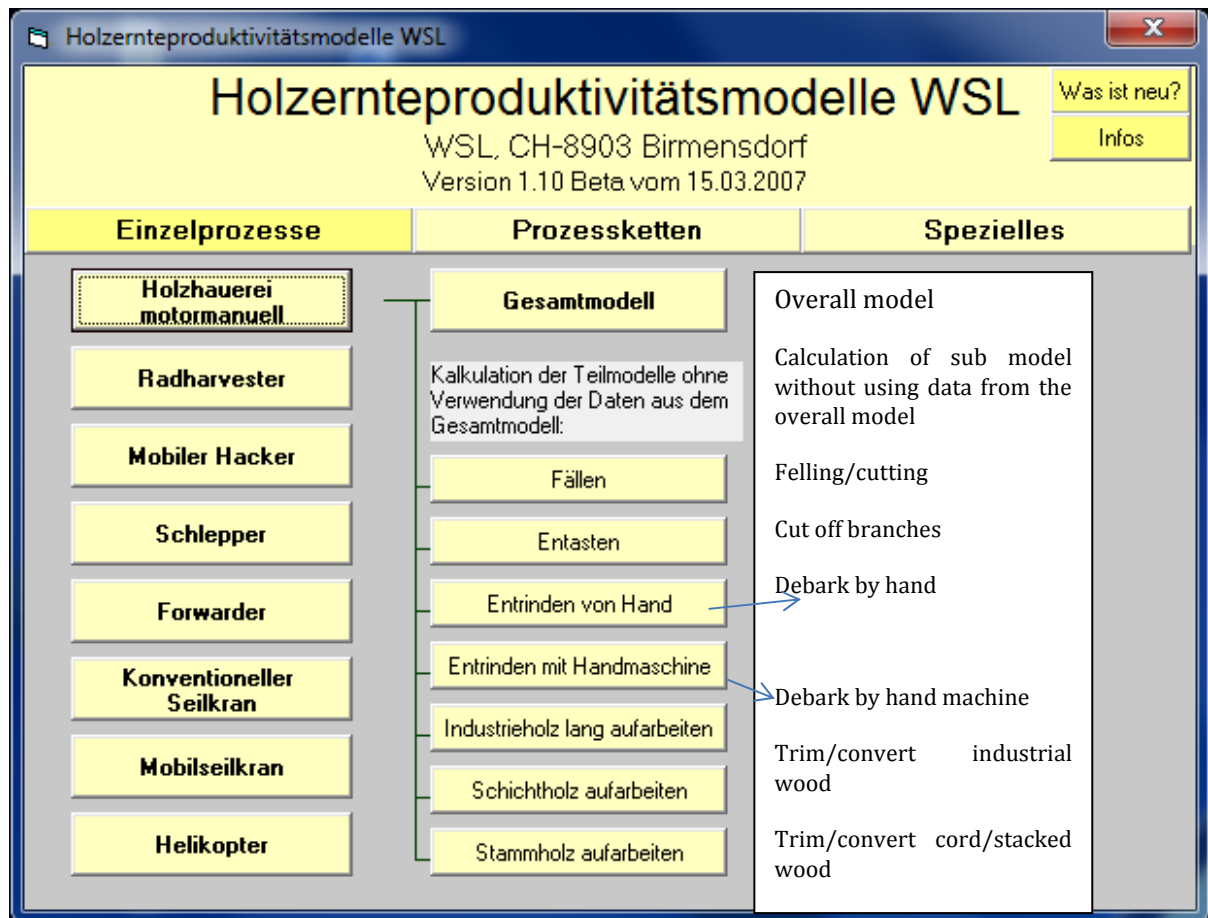 Holzernteproduktivitätsmodelle WSL
Holzernteproduktivitätsmodelle WSL
WSL, CH-8903 Birmensdorf
Version 1.10 Beta vom 15.03.2007
Was ist neu?
Infos
Einzelprozesse
Prozessketten
Spezielles
Holzhauerei
motormanuell
Radharvester
Mobiler Hacker
Schlepper
Forwarder
Konventioneller
Seilkran
Mobilseilkran
Helikopter
Gesamtmodell
Kalkulation der Teilmodelle ohne
Verwendung der Daten aus dem
Gesamtmodell:
Fällen
Entasten
Entrinden von Hand
Entrinden mit Handmaschine
Industrieholz lang aufarbeiten
Schichtholz aufarbeiten
Stammholz aufarbeiten
Overall model
Calculation of sub model
without using data from the
overall model
Felling/cutting
Cut off branches
Debark by hand
Debark by hand machine
Trim/convert industrial
wood
Trim/convert cord/stacked
wood